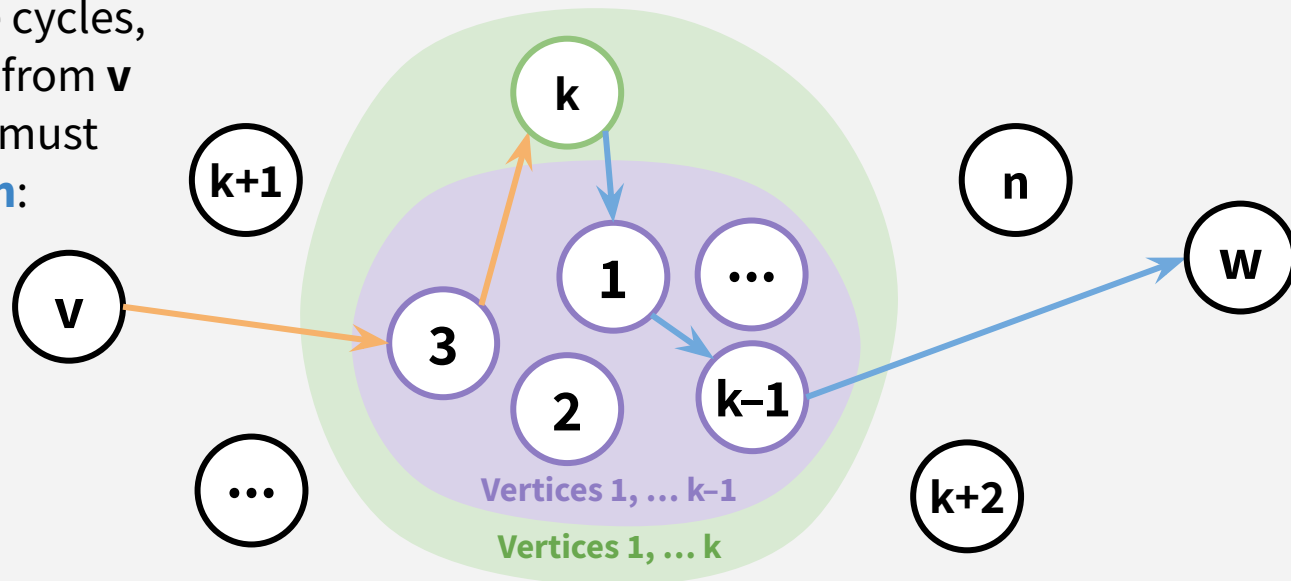 cycles,
from v
must
:
k
k+1
n
w
v
1
...
3
k–1
2
...
k+2
Vertices 1, ... k–1
Vertices 1, ... k